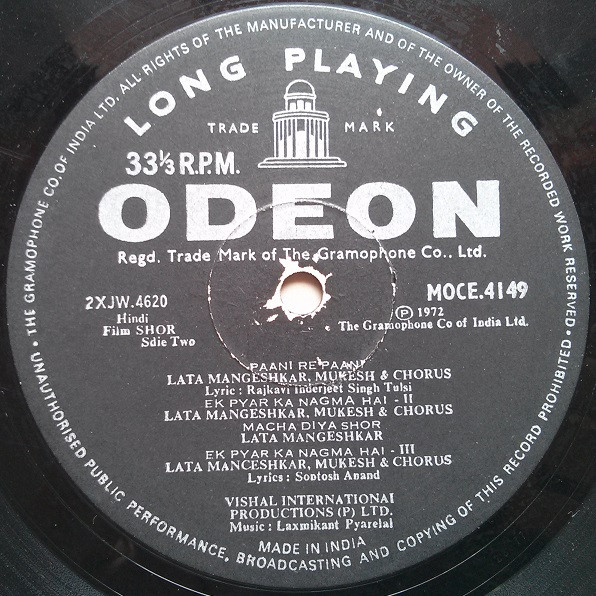 THE GRAMOPHONE CO. OF INDIA LTD. ALL RIGHTS OF THE MANUFACTURER AND OF THE OWNER OF THE RECORDED WORK RESERVED
LONG PLAYING
TRADE MARK
33⅓ R.P.M.
ODEON
Regd. Trade Mark of The Gramophone Co., Ltd.
2XJW.4620
Hindi
Film SHOR
Sdie Two
MOCE.4149
Ⓟ 1972
The Gramophone Co of India Ltd.
PAANI RE PAANI
LATA MANGESHKAR, MUKESH & CHORUS
Lyric : Rajkavi Inderjeet Singh Tulsi
EK PYAR KA NAGMA HAI - II
LATA MANGESHKAR, MUKESH & CHORUS
MACHA DIYA SHOR
LATA MANGESHKAR
EK PYAR KA NAGMA HAI - III
LATA MANCESHKAR, MUKESH & CHORUS
Lyrics : Sontosh Anand
VISHAL INTERNATIONAI
PRODUCTIONS (P) LTD.
Music : Laxmikant Pyarelal
MADE IN INDIA
UNAUTHORISED PUBLIC PERFORMANCE, BROADCASTING AND COPYING OF THIS RECORD PROHIBITED